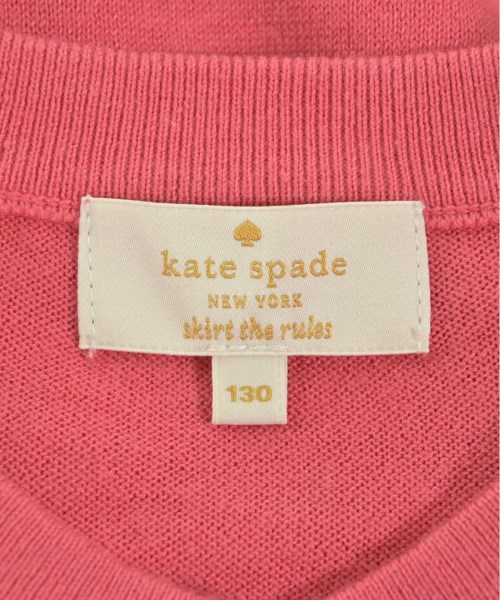 kate spade
NEW YORK
skirt the rules
130